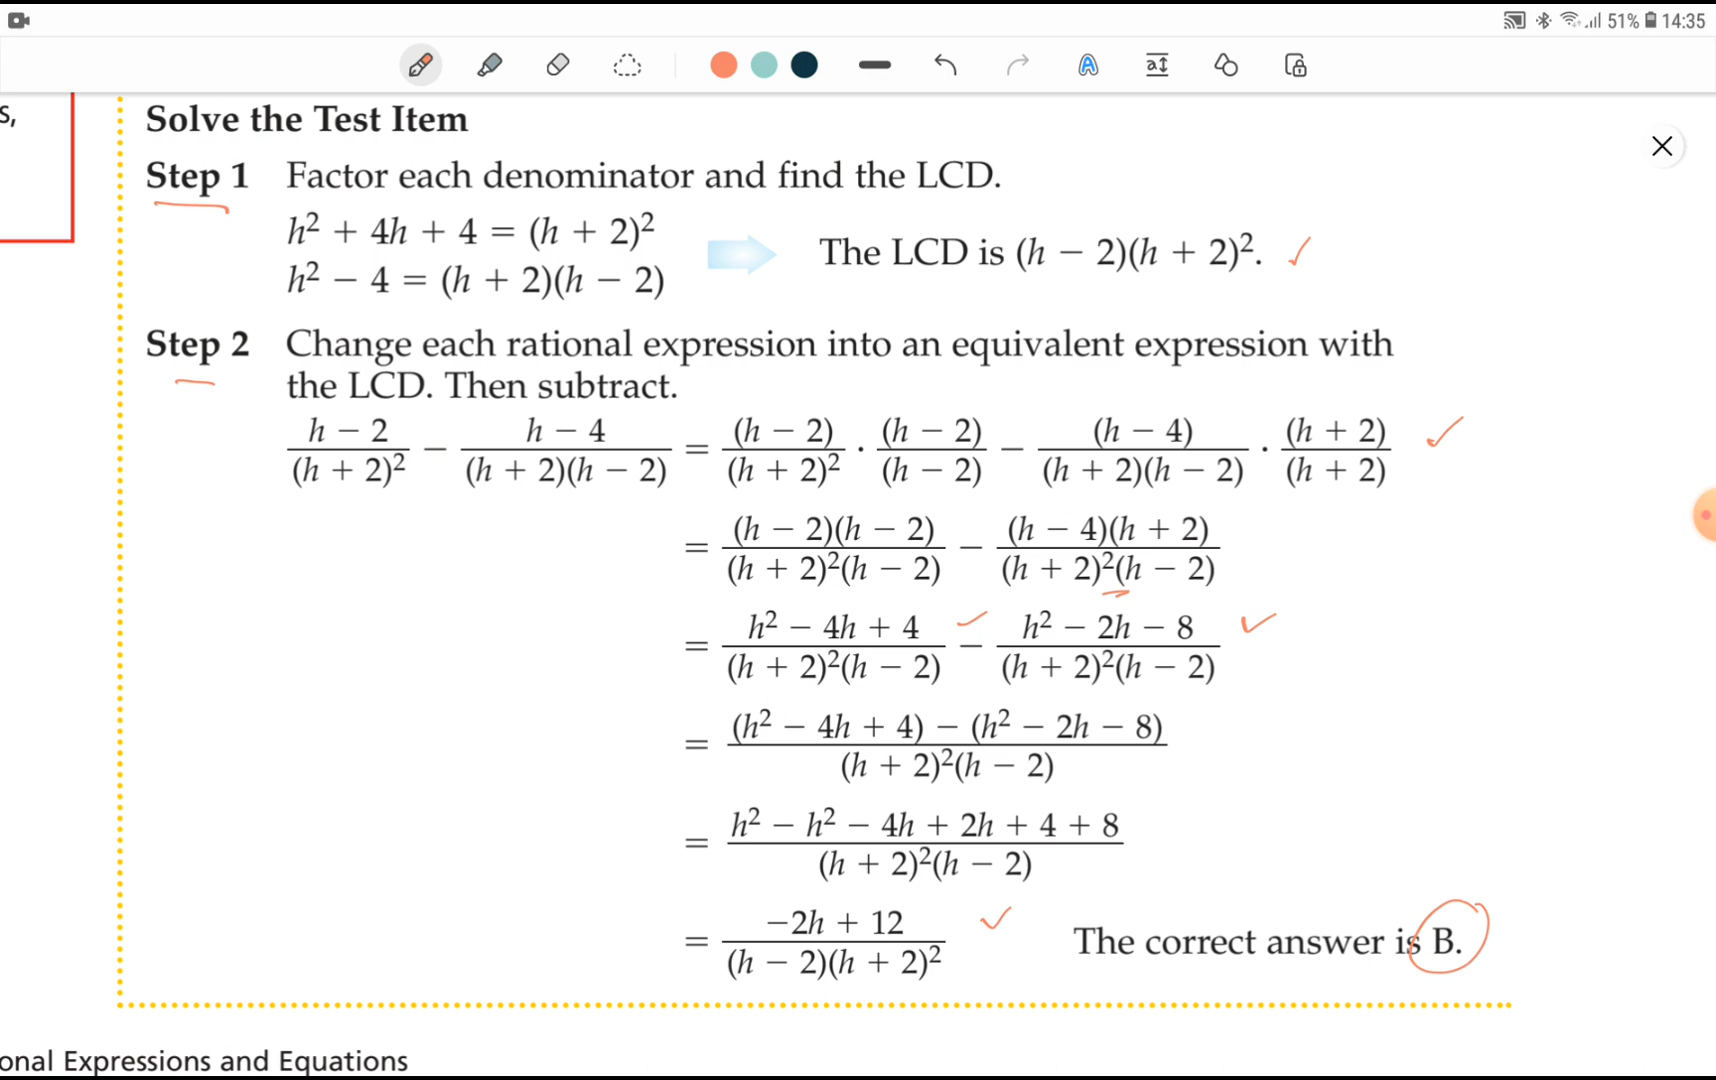 51% 14:35
s,
Solve the Test Item
Step 1 Factor each denominator and find the LCD.
h² + 4h + 4 = (h + 2)²
The LCD is (h − 2)(h + 2)².
h² − 4 = (h + 2)(h − 2)
Step 2 Change each rational expression into an equivalent expression with
the LCD. Then subtract.
(h − 2)/(h + 2)² − (h − 4)/((h + 2)(h − 2)) = (h − 2)/(h + 2)² · (h − 2)/(h − 2) − (h − 4)/((h + 2)(h − 2)) · (h + 2)/(h + 2)
= (h − 2)(h − 2)/((h + 2)²(h − 2)) − (h − 4)(h + 2)/((h + 2)²(h − 2))
= (h² − 4h + 4)/((h + 2)²(h − 2)) − (h² − 2h − 8)/((h + 2)²(h − 2))
= ((h² − 4h + 4) − (h² − 2h − 8))/((h + 2)²(h − 2))
= (h² − h² − 4h + 2h + 4 + 8)/((h + 2)²(h − 2))
= (−2h + 12)/((h − 2)(h + 2)²) The correct answer is B.
onal Expressions and Equations